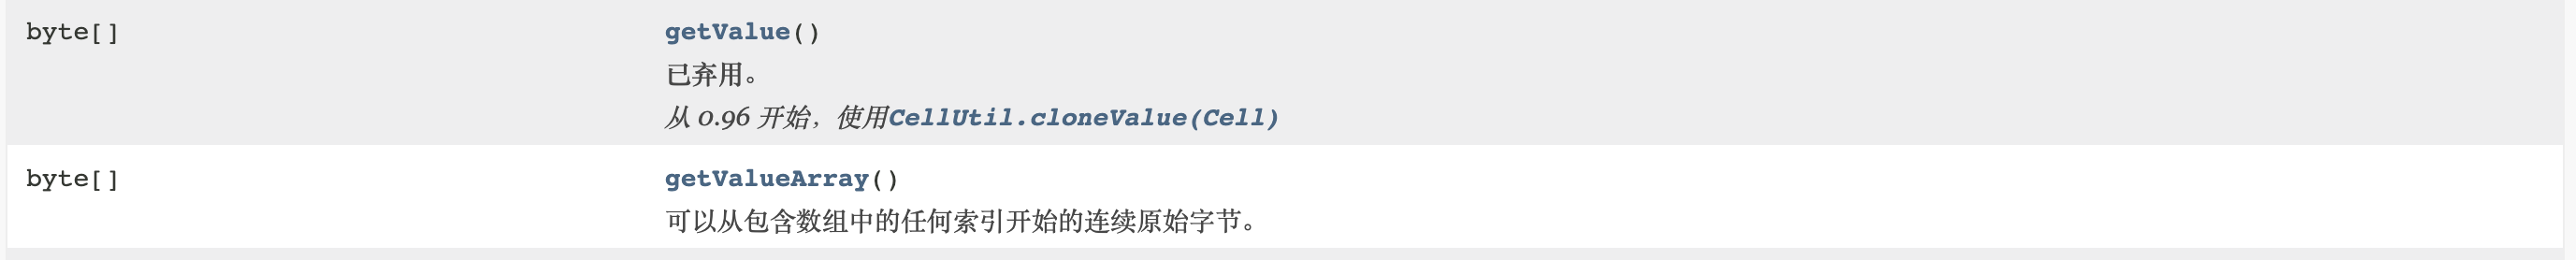 byte[] getValue()
已弃用。
从 0.96 开始，使用CellUtil.cloneValue(Cell)
byte[] getValueArray()
可以从包含数组中的任何索引开始的连续原始字节。